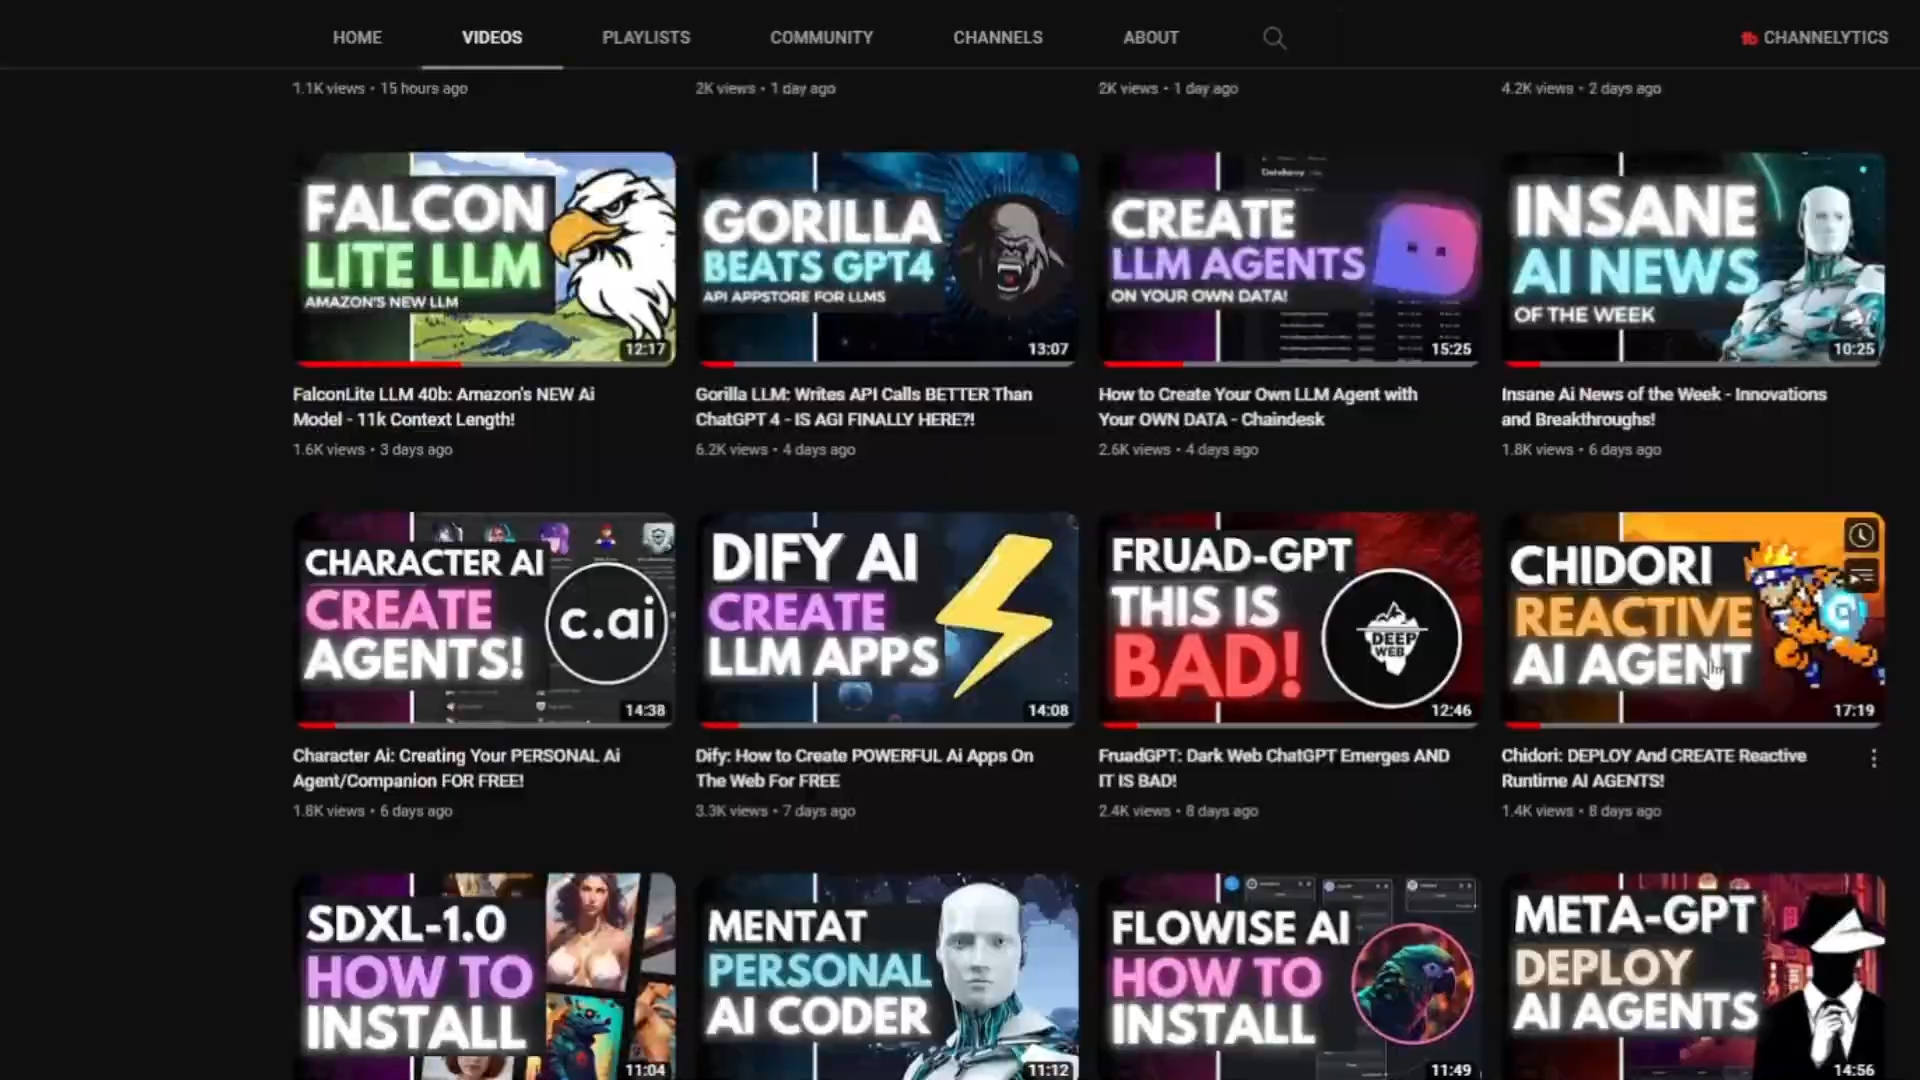 HOME VIDEOS PLAYLISTS COMMUNITY CHANNELS ABOUT CHANNELYTICS
1.1K views • 15 hours ago
2K views • 1 day ago
2K views • 1 day ago
4.2K views • 2 days ago
FALCON
LITE LLM
AMAZON'S NEW LLM
12:17
GORILLA
BEATS GPT4
API APPSTORE FOR LLMS
13:07
CREATE
LLM AGENTS
ON YOUR OWN DATA!
15:25
INSANE
AI NEWS
OF THE WEEK
10:25
FalconLite LLM 40b: Amazon's NEW Ai
Model - 11k Context Length!
1.6K views • 3 days ago
Gorilla LLM: Writes API Calls BETTER Than
ChatGPT 4 - IS AGI FINALLY HERE?!
6.2K views • 4 days ago
How to Create Your Own LLM Agent with
Your OWN DATA - Chaindesk
2.6K views • 4 days ago
Insane Ai News of the Week - Innovations
and Breakthroughs!
1.8K views • 6 days ago
CHARACTER AI
CREATE
AGENTS!
c.ai
14:38
DIFY AI
CREATE
LLM APPS
14:08
FRUAD-GPT
THIS IS
BAD!
DEEP
WEB
12:46
CHIDORI
REACTIVE
AI AGENT
17:19
Character Ai: Creating Your PERSONAL Ai
Agent/Companion FOR FREE!
1.8K views • 6 days ago
Dify: How to Create POWERFUL Ai Apps On
The Web For FREE
3.3K views • 7 days ago
FruadGPT: Dark Web ChatGPT Emerges AND
IT IS BAD!
2.4K views • 8 days ago
Chidori: DEPLOY And CREATE Reactive
Runtime AI AGENTS!
1.4K views • 8 days ago
SDXL-1.0
HOW TO
INSTALL
11:04
MENTAT
PERSONAL
AI CODER
11:12
FLOWISE AI
HOW TO
INSTALL
11:49
META-GPT
DEPLOY
AI AGENTS
14:56